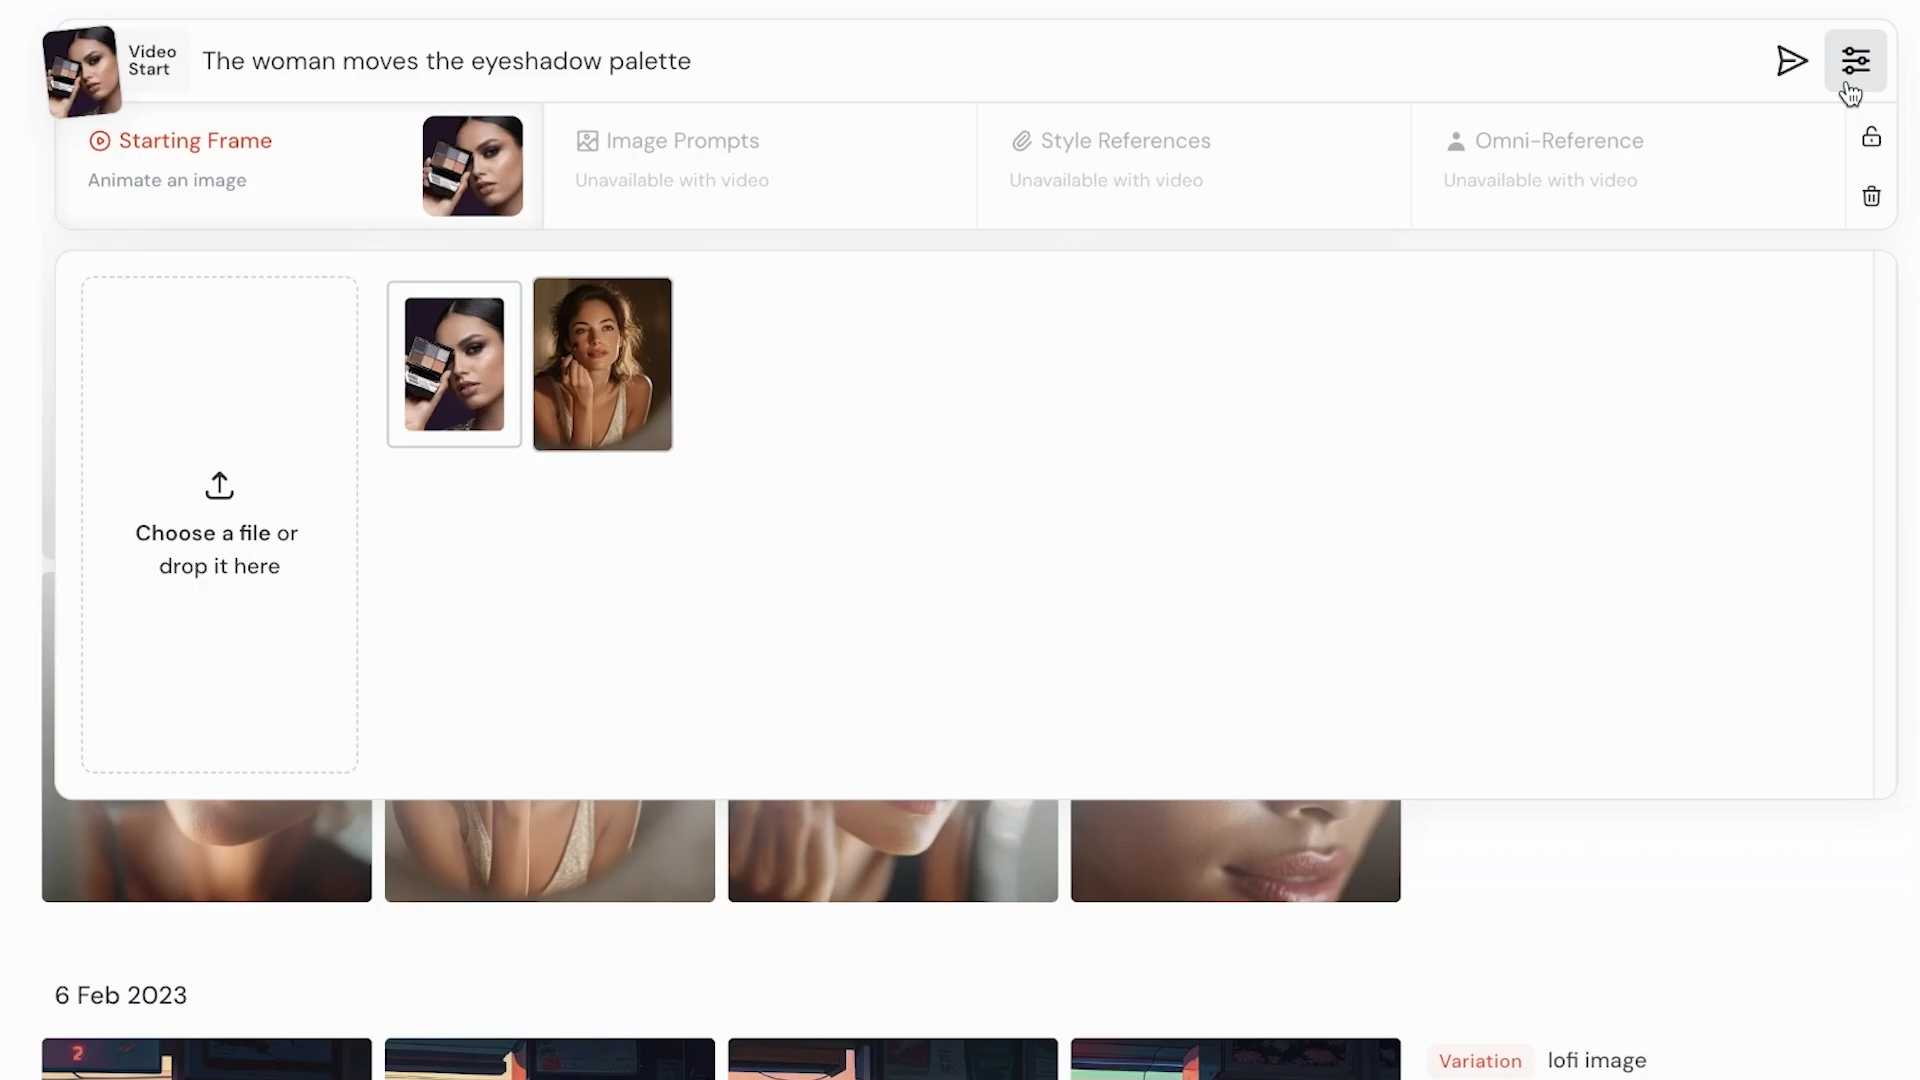 Video
Start
The woman moves the eyeshadow palette
Starting Frame
Animate an image
Image Prompts
Unavailable with video
Style References
Unavailable with video
Omni-Reference
Unavailable with video
Choose a file or
drop it here
6 Feb 2023
2
Variation lofi image